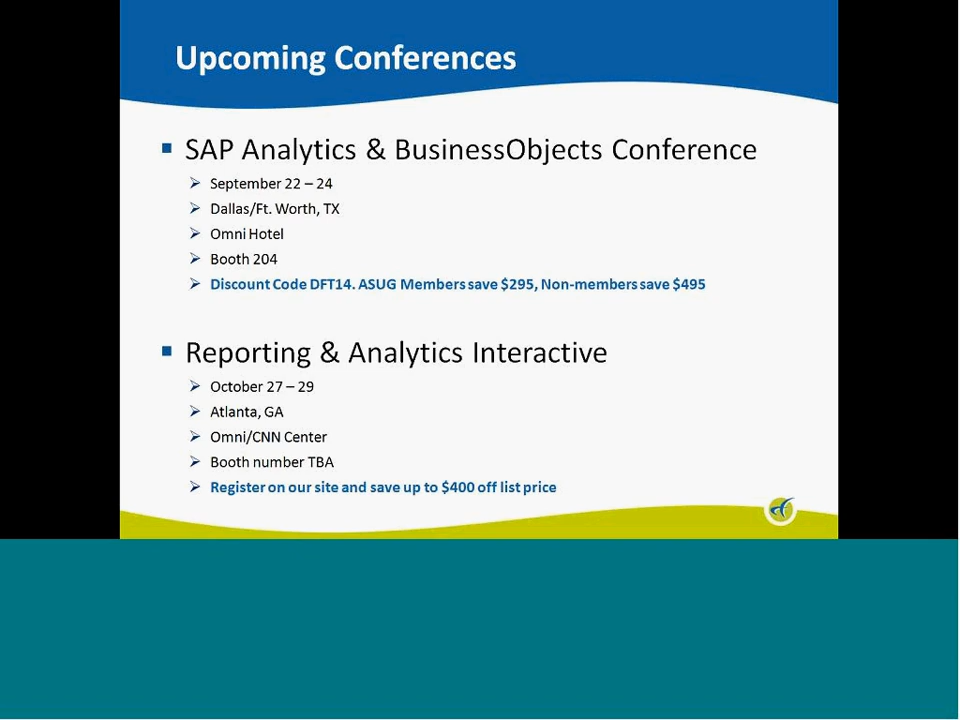 Upcoming Conferences
SAP Analytics & BusinessObjects Conference
September 22 – 24
Dallas/Ft. Worth, TX
Omni Hotel
Booth 204
Discount Code DFT14. ASUG Members save $295, Non-members save $495
Reporting & Analytics Interactive
October 27 – 29
Atlanta, GA
Omni/CNN Center
Booth number TBA
Register on our site and save up to $400 off list price